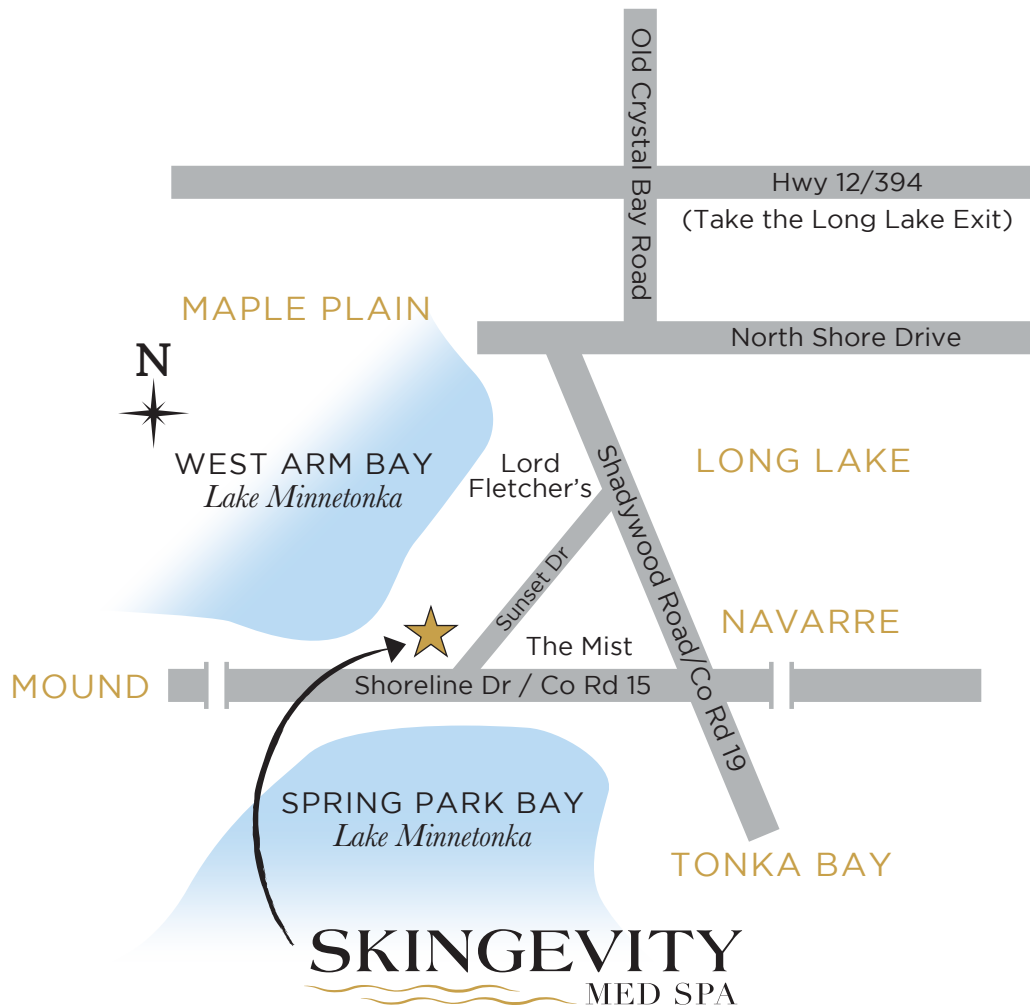 Old Crystal Bay Road
Hwy 12/394
(Take the Long Lake Exit)
MAPLE PLAIN
North Shore Drive
N
WEST ARM BAY
Lake Minnetonka
Lord
Fletcher's
LONG LAKE
Shadywood Road/Co Rd 19
Sunset Dr
NAVARRE
The Mist
MOUND
Shoreline Dr / Co Rd 15
SPRING PARK BAY
Lake Minnetonka
TONKA BAY
SKINGEVITY
MED SPA